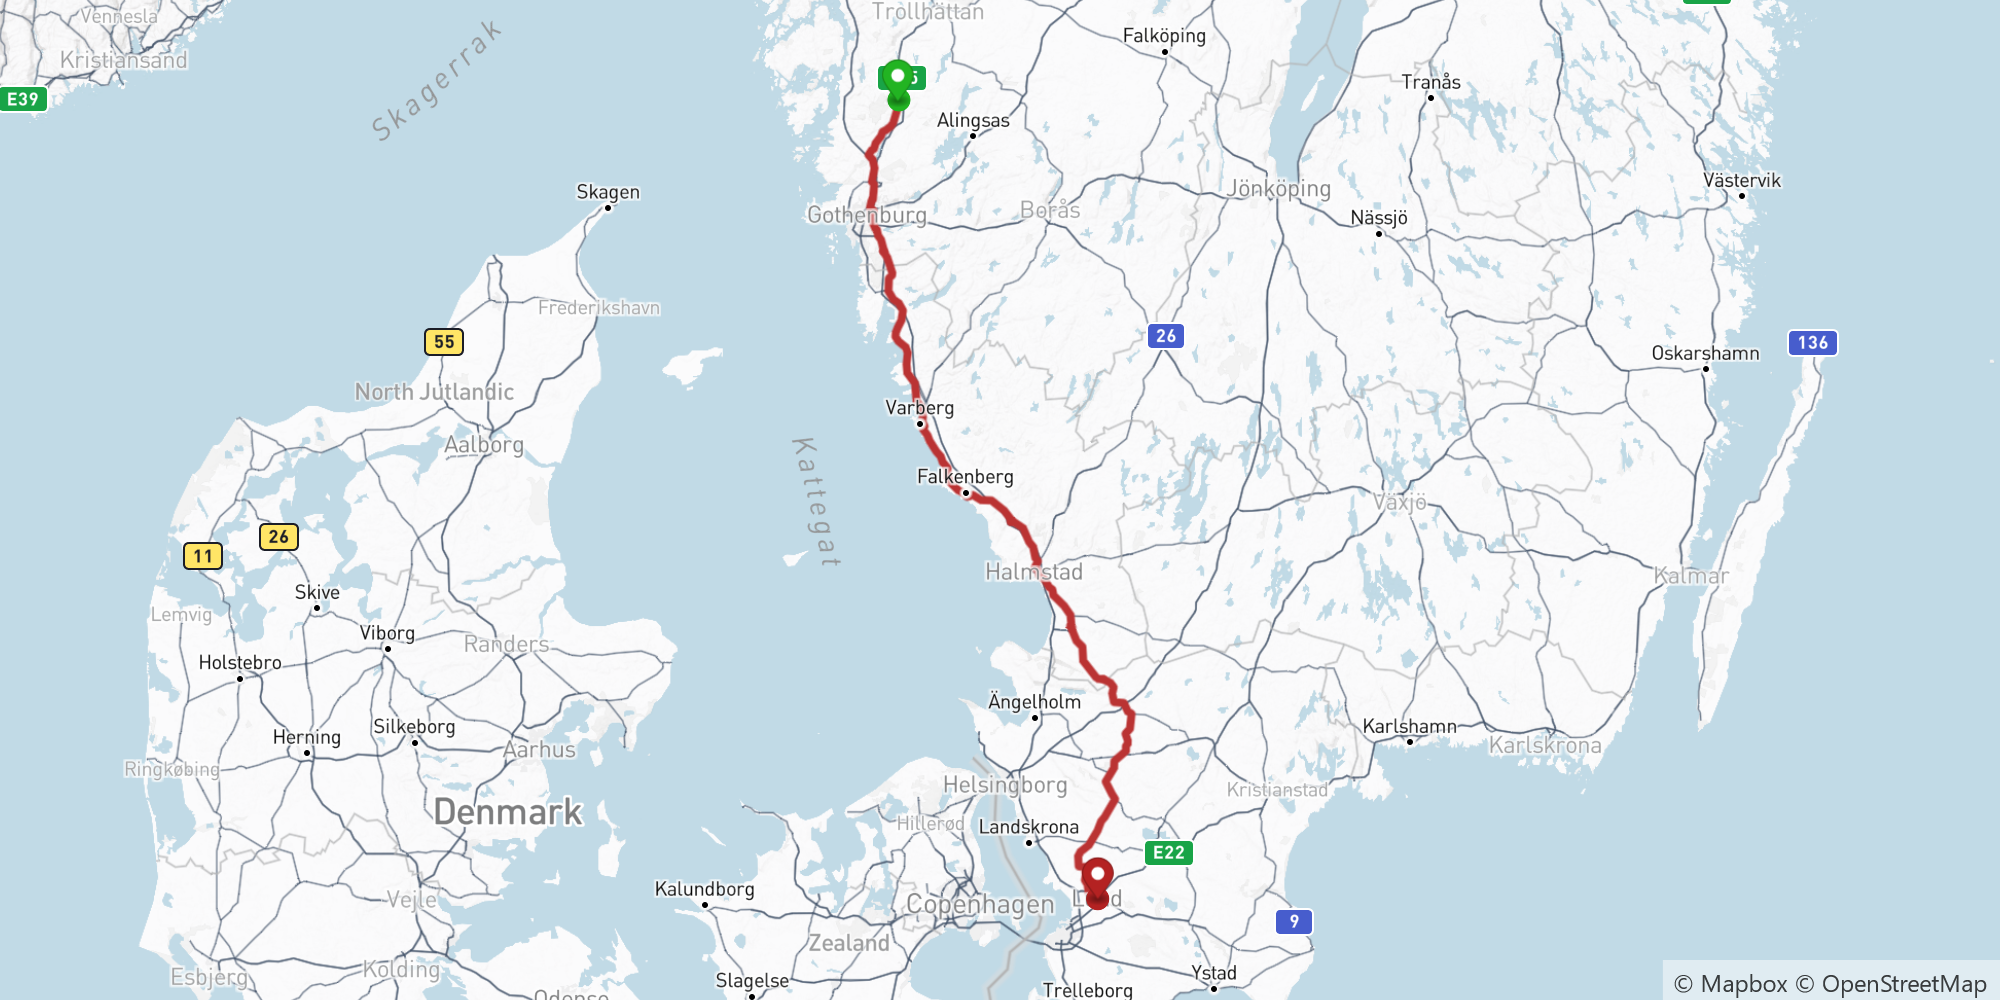 Vennesla
Trollhättan
Falköping
Kristiansand
Skagerrak
5
Tranås
E39
Alingsas
Västervik
Jönköping
Skagen
Borås
Gothenburg
Nässjö
Frederikshavn
26
136
55
Oskarshamn
North Jutlandic
Varberg
Aalborg
Kattegat
Falkenberg
Växjö
26
11
Halmstad
Kalmar
Skive
Lemvig
Viborg
Randers
Holstebro
Ängelholm
Silkeborg
Karlshamn
Herning
Aarhus
Karlskrona
Ringkøbing
Helsingborg
Kristianstad
Denmark
Hillerød
Landskrona
E22
Kalundborg
Vejle
Copenhagen
9
Zealand
Kolding
Esbjerg
Slagelse
Ystad
Trelleborg
Odense
© Mapbox © OpenStreetMap